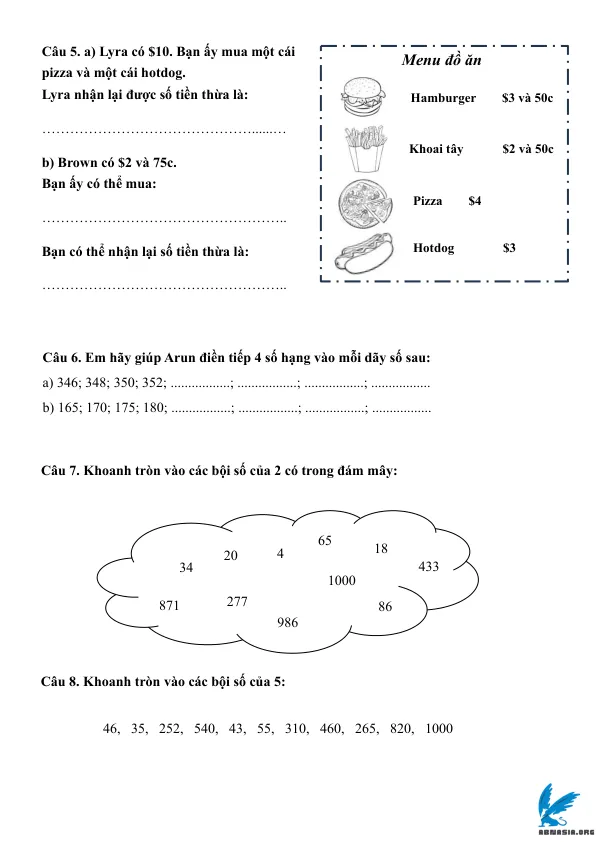 Câu 5. a) Lyra có $10. Bạn ấy mua một cái
pizza và một cái hotdog.
Lyra nhận lại được số tiền thừa là:
……………………………………….......…
b) Brown có $2 và 75c.
Bạn ấy có thể mua:
……………………………………………..
Bạn có thể nhận lại số tiền thừa là:
……………………………………………..
Menu đồ ăn
Hamburger $3 và 50c
Khoai tây $2 và 50c
Pizza $4
Hotdog $3
Câu 6. Em hãy giúp Arun điền tiếp 4 số hạng vào mỗi dãy số sau:
a) 346; 348; 350; 352; .................; .................; .................; .................
b) 165; 170; 175; 180; .................; .................; .................; .................
Câu 7. Khoanh tròn vào các bội số của 2 có trong đám mây:
65
20 4 18
34 433
1000
871 277 86
986
Câu 8. Khoanh tròn vào các bội số của 5:
46, 35, 252, 540, 43, 55, 310, 460, 265, 820, 1000
ABNASIA.ORG